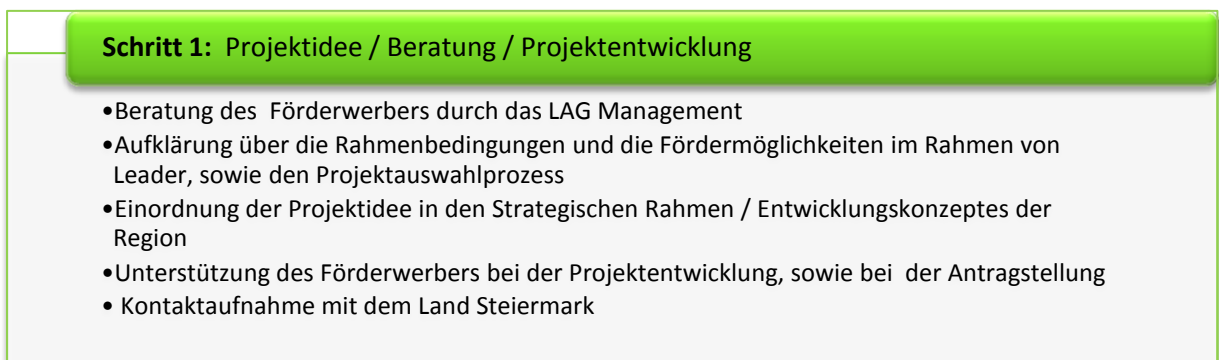 Schritt 1: Projektidee / Beratung / Projektentwicklung
•Beratung des Förderwerbers durch das LAG Management
•Aufklärung über die Rahmenbedingungen und die Fördermöglichkeiten im Rahmen von
Leader, sowie den Projektauswahlprozess
•Einordnung der Projektidee in den Strategischen Rahmen / Entwicklungskonzeptes der
Region
•Unterstützung des Förderwerbers bei der Projektentwicklung, sowie bei der Antragstellung
• Kontaktaufnahme mit dem Land Steiermark